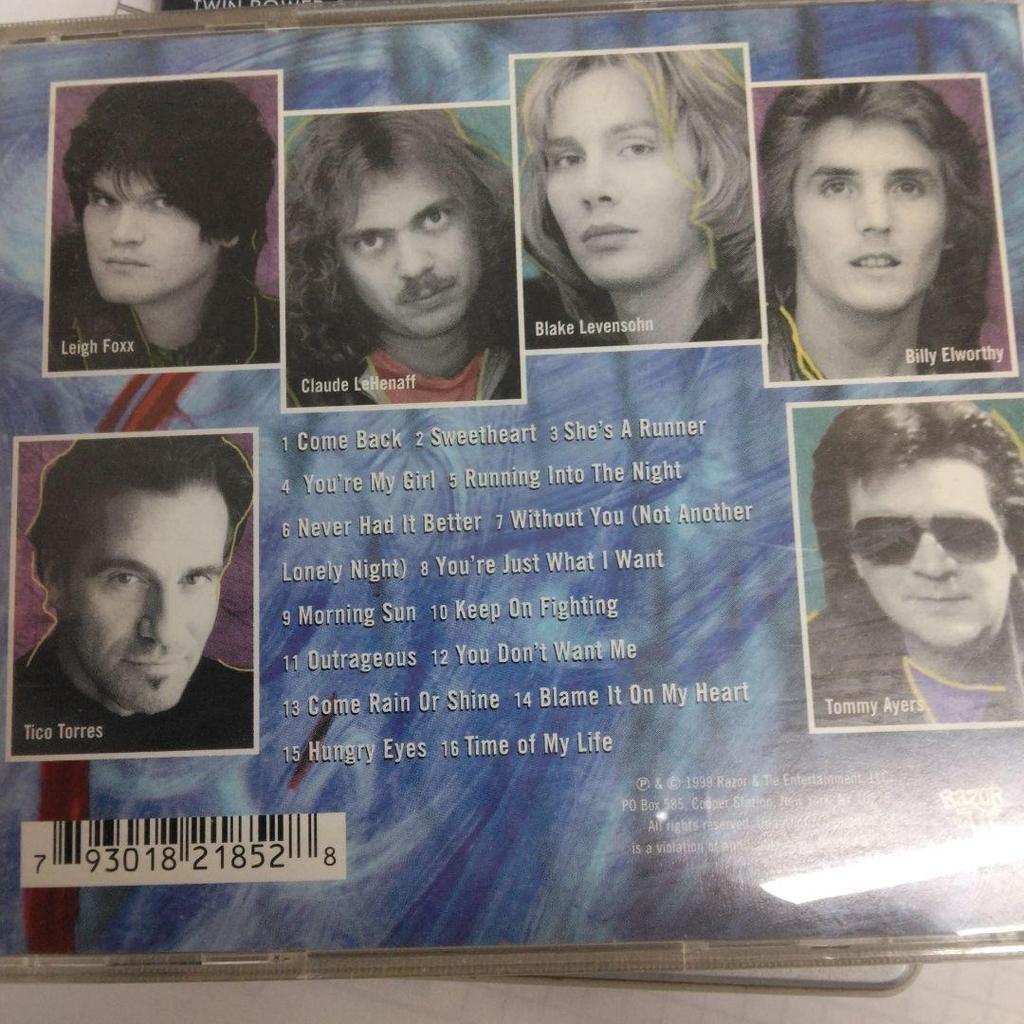 TWIN POWER
Leigh Foxx
Claude LeHenaff
Blake Levensohn
Billy Elworthy
1 Come Back 2 Sweetheart 3 She's A Runner
4 You're My Girl 5 Running Into The Night
6 Never Had It Better 7 Without You (Not Another
Lonely Night) 8 You're Just What I Want
9 Morning Sun 10 Keep On Fighting
11 Outrageous 12 You Don't Want Me
13 Come Rain Or Shine 14 Blame It On My Heart
15 Hungry Eyes 16 Time of My Life
Tico Torres
Tommy Ayers
℗ & © 1999 Razor & Tie Entertainment, LLC
PO Box 585, Cooper Station, New York,
All rights reserved.
is a violation of
RAZOR
7 93018 21852 8